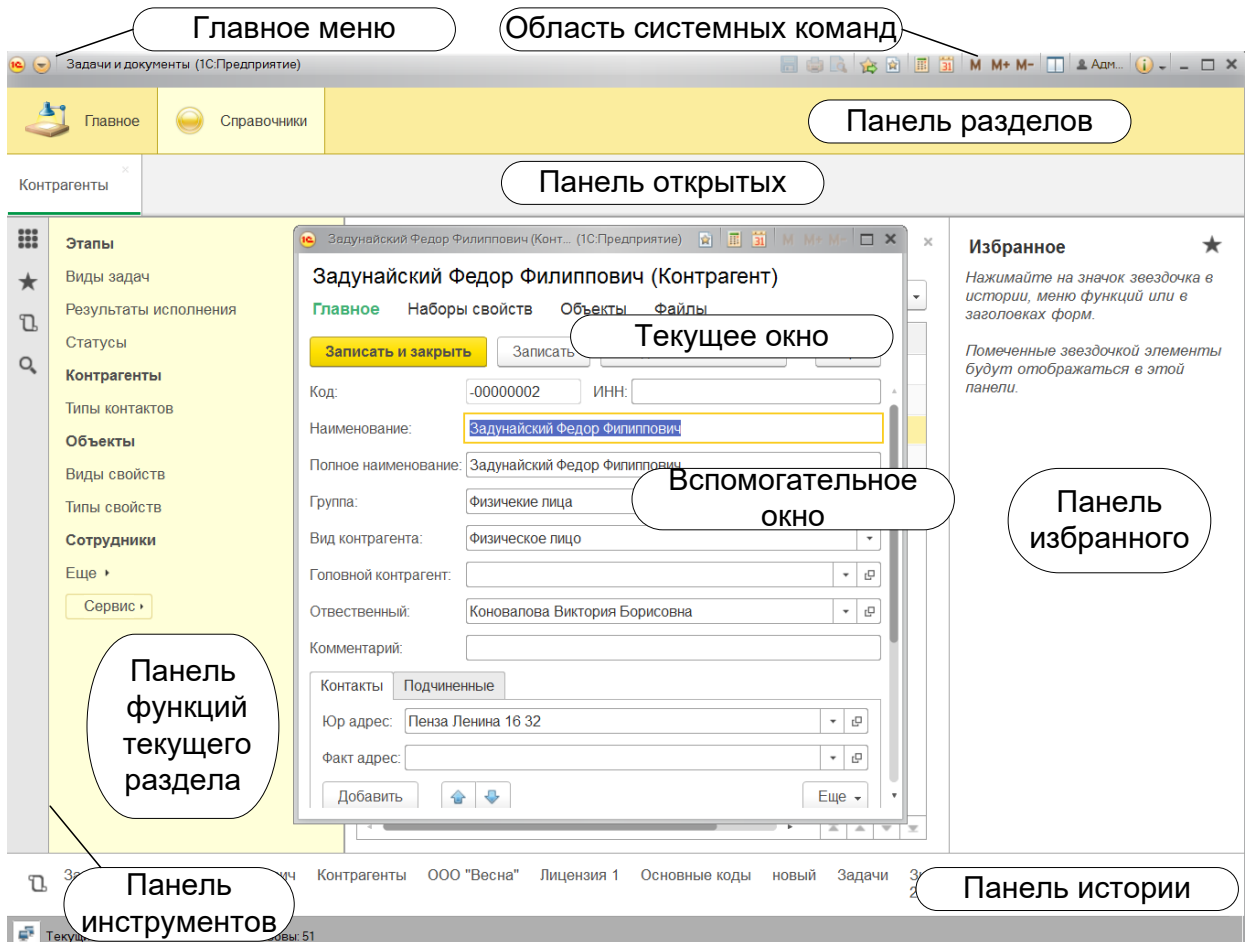 Главное меню
Область системных команд
Задачи и документы (1С:Предприятие)
M M+ M- Адм...
Главное
Справочники
Панель разделов
Контрагенты
Панель открытых
Этапы
Виды задач
Результаты исполнения
Статусы
Контрагенты
Типы контактов
Объекты
Виды свойств
Типы свойств
Сотрудники
Еще
Сервис
Панель
функций
текущего
раздела
Задунайский Федор Филиппович (Конт... (1С:Предприятие)
M M+ M-
Задунайский Федор Филиппович (Контрагент)
Главное Наборы свойств Объекты Файлы
Текущее окно
Записать и закрыть
Записать
Код: -00000002 ИНН:
Наименование: Задунайский Федор Филиппович
Полное наименование: Задунайский Федор Филиппович
Вспомогательное
окно
Группа: Физичекие лица
Вид контрагента: Физическое лицо
Головной контрагент:
Отвественный: Коновалова Виктория Борисовна
Комментарий:
Контакты Подчиненные
Юр адрес: Пенза Ленина 16 32
Факт адрес:
Добавить
Еще
Избранное
Нажимайте на значок звездочка в
истории, меню функций или в
заголовках форм.
Помеченные звездочкой элементы
будут отображаться в этой
панели.
Панель
избранного
Контрагенты ООО "Весна" Лицензия 1 Основные коды новый Задачи
Панель истории
Панель
инструментов
51